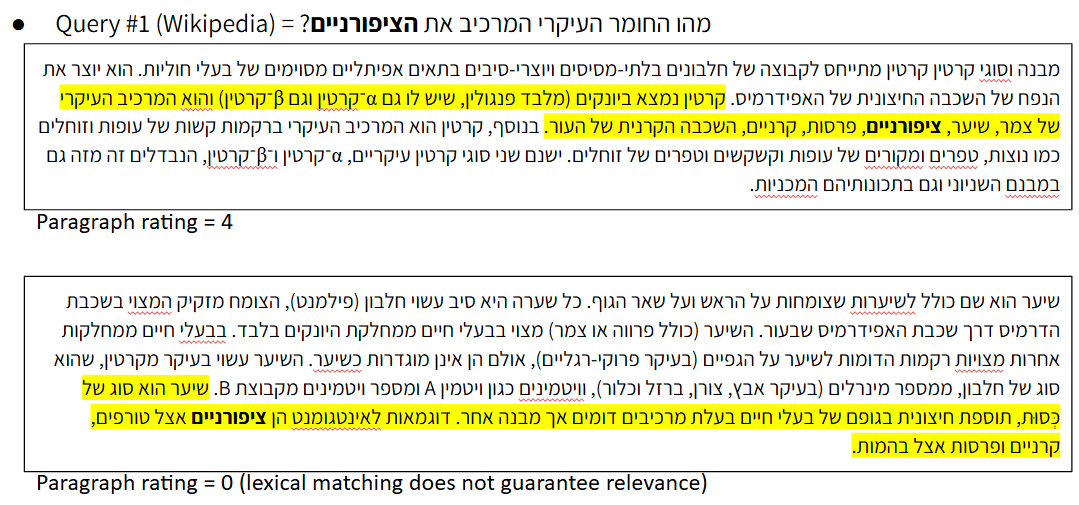 ● Query #1 (Wikipedia) = מהו החומר העיקרי המרכיב את הציפורניים?
מבנה וסוגי קרטין קרטין מתייחס לקבוצה של חלבונים בלתי-מסיסים ויוצרי-סיבים בתאים אפיתליים מסוימים של בעלי חוליות. הוא יוצר את
הנפח של השכבה החיצונית של האפידרמיס. קרטין נמצא ביונקים (מלבד פנגולין, שיש לו גם α־קרטין וגם β־קרטין) והוא המרכיב העיקרי
של צמר, שיער, ציפורניים, פרסות, קרניים, השכבה הקרנית של העור. בנוסף, קרטין הוא המרכיב העיקרי ברקמות קשות של עופות וזוחלים
כמו נוצות, טפרים ומקורים של עופות וקשקשים וטפרים של זוחלים. ישנם שני סוגי קרטין עיקריים, α־קרטין ו־β־קרטין, הנבדלים זה מזה גם
במבנם השניוני וגם בתכונותיהם המכניות.
Paragraph rating = 4
שיער הוא שם כולל לשיערות שצומחות על הראש ועל שאר הגוף. כל שערה היא סיב עשוי חלבון (פילמנט), הצומח מזקיק המצוי בשכבת
הדרמיס דרך שכבת האפידרמיס שבעור. השיער (כולל פרווה או צמר) מצוי בבעלי חיים ממחלקת היונקים בלבד. בבעלי חיים ממחלקות
אחרות מצויות רקמות הדומות לשיער על הגפיים (בעיקר פרוקי-רגליים), אולם הן אינן מוגדרות כשיער. השיער עשוי בעיקר מקרטין, שהוא
סוג של חלבון, ממספר מינרלים (בעיקר אבץ, צורן, ברזל וכלור), וויטמינים כגון ויטמין A ומספר ויטמינים מקבוצת B. שיער הוא סוג של
כְּסוּת, תוספת חיצונית בגופם של בעלי חיים בעלת מרכיבים דומים אך מבנה אחר. דוגמאות לאינטגומנט הן ציפורניים אצל טורפים,
קרניים ופרסות אצל בהמות.
Paragraph rating = 0 (lexical matching does not guarantee relevance)